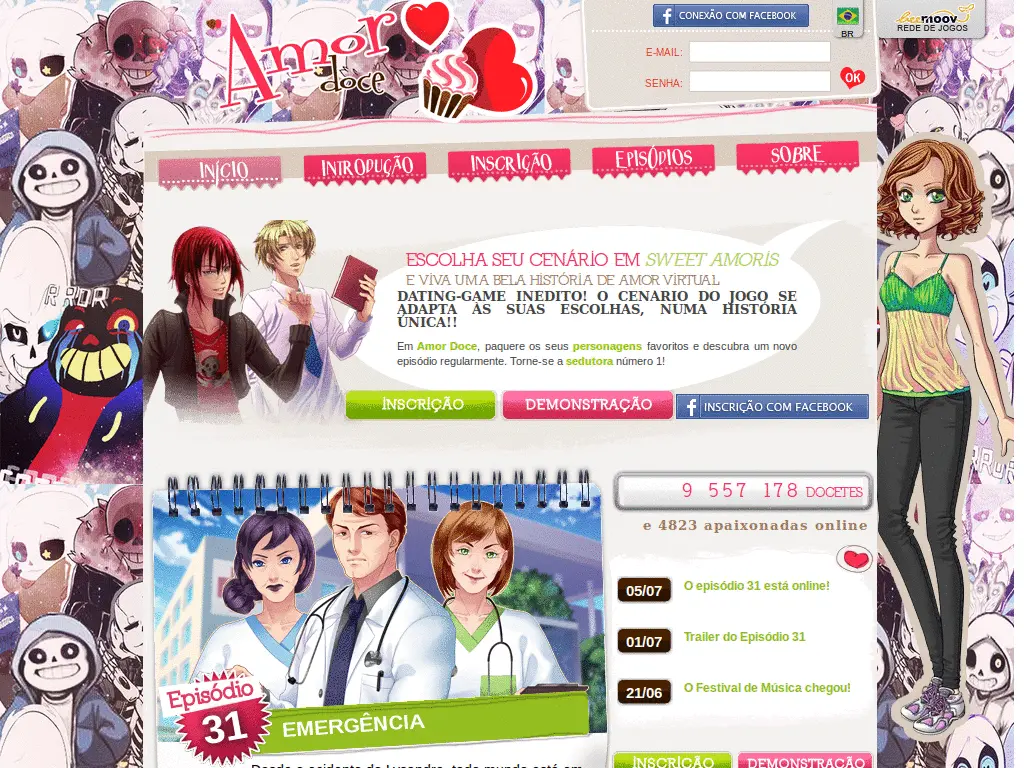 Amor doce
CONEXÃO COM FACEBOOK
BR
beemoov
REDE DE JOGOS
E-MAIL:
SENHA:
OK
INÍCIO
INTRODUÇÃO
INSCRIÇÃO
EPISÓDIOS
SOBRE
ESCOLHA SEU CENÁRIO EM SWEET AMORIS
E VIVA UMA BELA HISTÓRIA DE AMOR VIRTUAL
DATING-GAME INEDITO! O CENARIO DO JOGO SE
ADAPTA ÀS SUAS ESCOLHAS, NUMA HISTÓRIA
ÚNICA!!
Em Amor Doce, paquere os seus personagens favoritos e descubra um novo
episódio regularmente. Torne-se a sedutora número 1!
INSCRIÇÃO
DEMONSTRAÇÃO
INSCRIÇÃO COM FACEBOOK
9 557 178 DOCETES
e 4823 apaixonadas online
05/07 O episódio 31 está online!
01/07 Trailer do Episódio 31
21/06 O Festival de Música chegou!
Episódio
31
EMERGÊNCIA
Desde o acidente do Lysandre, todo mundo está em
INSCRIÇÃO
DEMONSTRAÇÃO